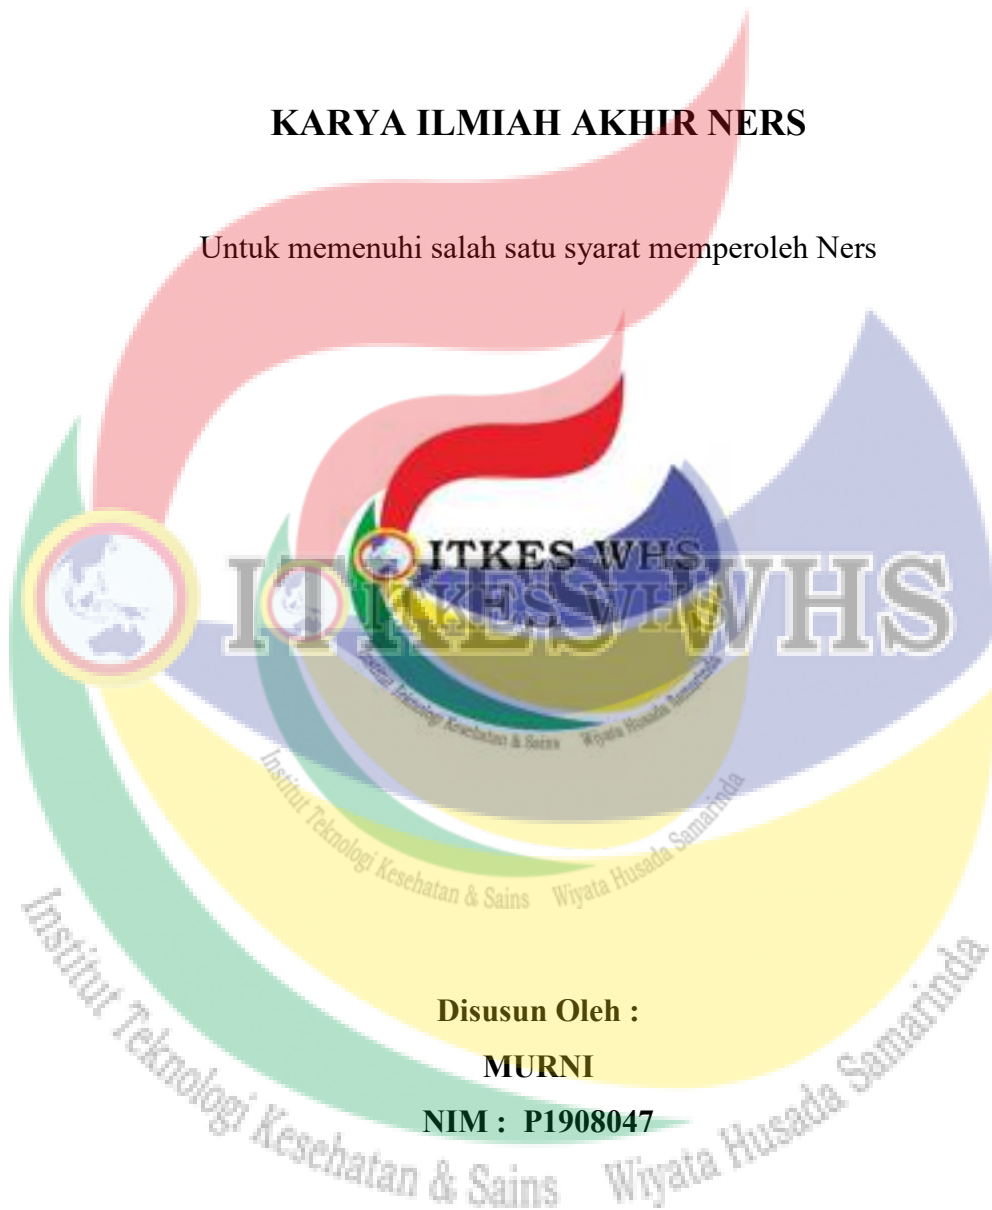 KARYA ILMIAH AKHIR NERS
Untuk memenuhi salah satu syarat memperoleh Ners
ITKES WHS
ITKES WHS
ITKES WHS
Institut Teknologi Kesehatan & Sains Wiyata Husada Samarinda
Institut Teknologi Kesehatan & Sains Wiyata Husada Samarinda
Disusun Oleh :
MURNI
NIM : P1908047
Institut Teknologi Kesehatan & Sains Wiyata Husada Samarinda